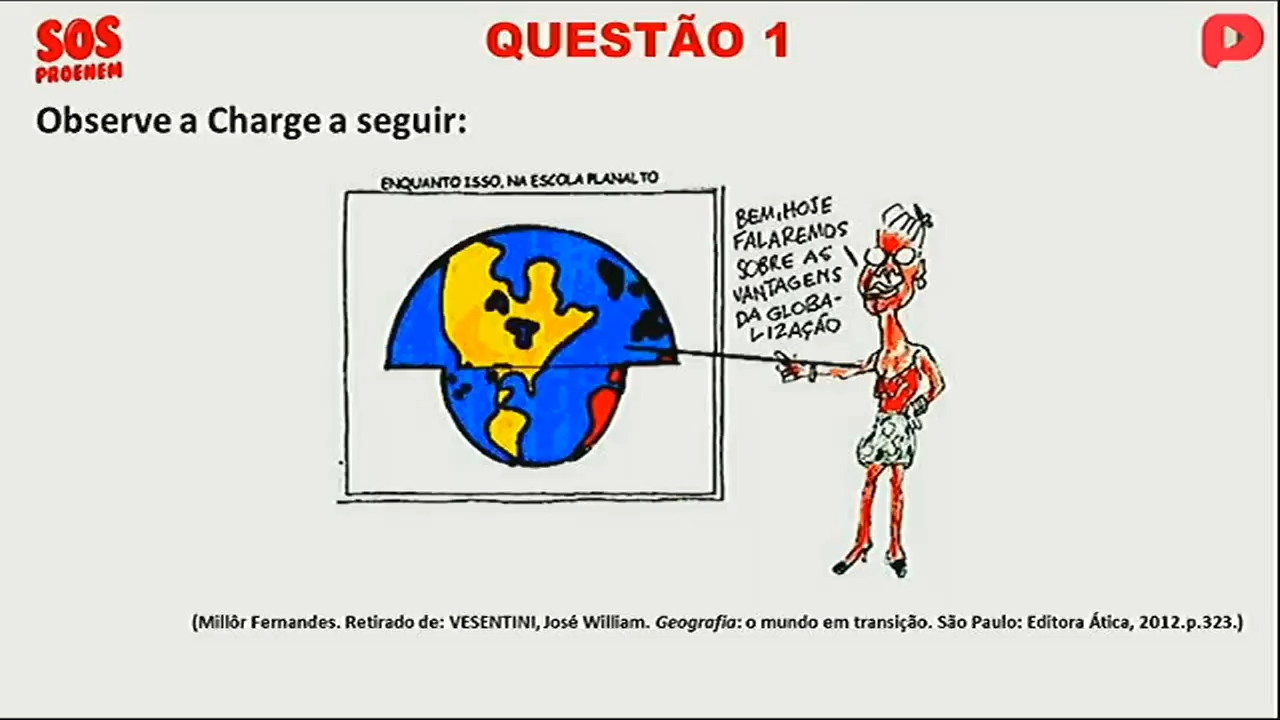 SOS
PROENEM
QUESTÃO 1
Observe a Charge a seguir:
ENQUANTO ISSO, NA ESCOLA PLANALTO
BEM, HOJE
FALAREMOS
SOBRE AS
VANTAGENS
DA GLOBA-
LIZAÇÃO
(Millôr Fernandes. Retirado de: VESENTINI, José William. Geografia: o mundo em transição. São Paulo: Editora Ática, 2012.p.323.)